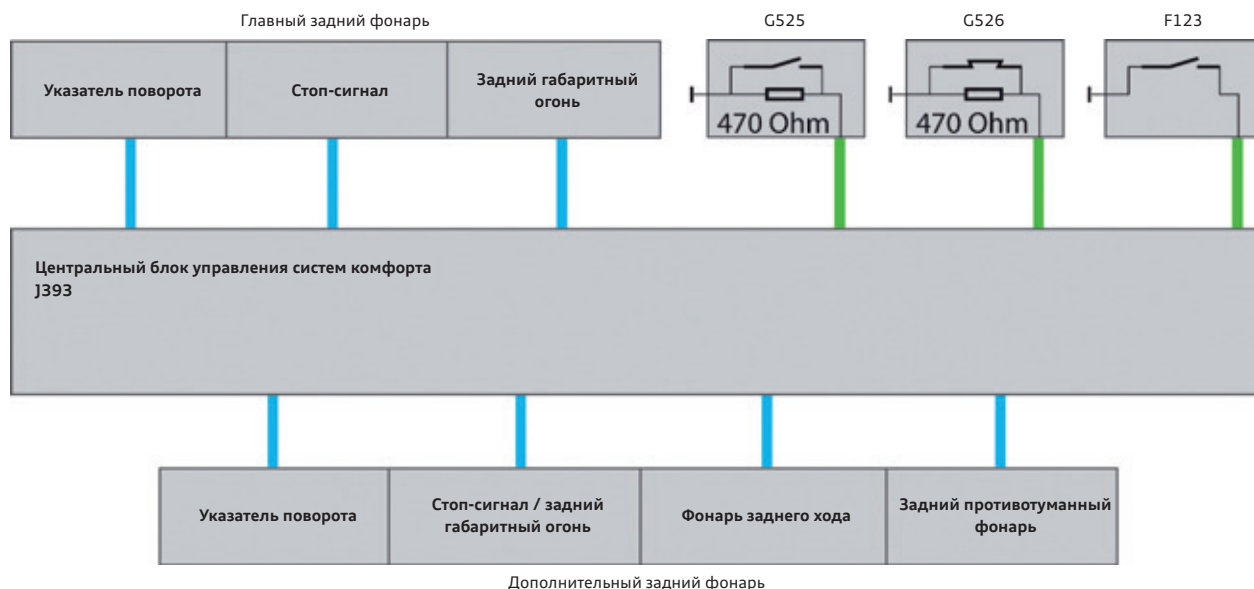 Главный задний фонарь
G525
G526
F123
Указатель поворота
Стоп-сигнал
Задний габаритный
огонь
470 Ohm
470 Ohm
Центральный блок управления систем комфорта
J393
Указатель поворота
Стоп-сигнал / задний
габаритный огонь
Фонарь заднего хода
Задний противотуманный
фонарь
Дополнительный задний фонарь